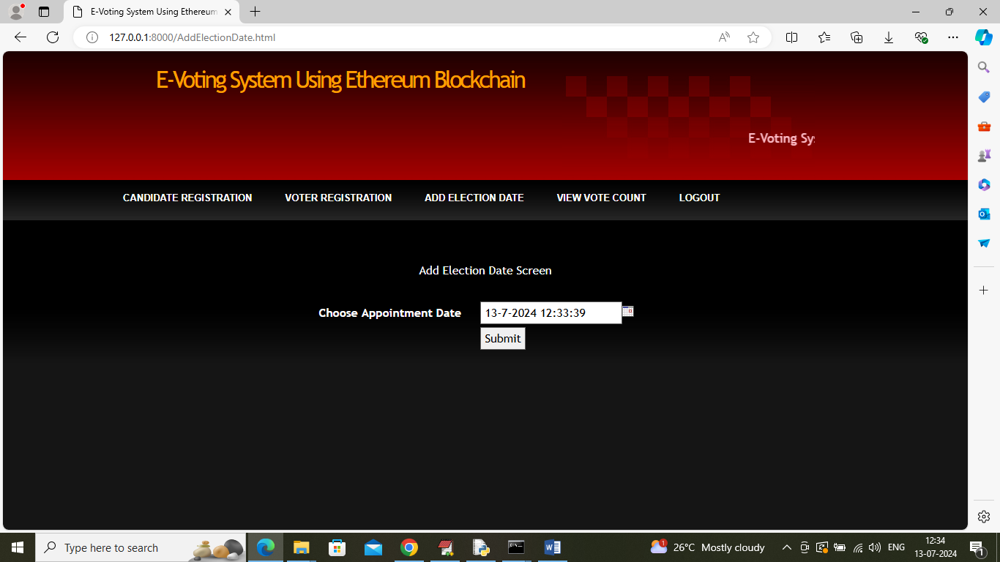 E-Voting System Using Ethereum
127.0.0.1:8000/AddElectionDate.html
E-Voting System Using Ethereum Blockchain
E-Voting Sy
CANDIDATE REGISTRATION VOTER REGISTRATION ADD ELECTION DATE VIEW VOTE COUNT LOGOUT
Add Election Date Screen
Choose Appointment Date 13-7-2024 12:33:39
Submit
Type here to search
1 26°C Mostly cloudy ENG 12:34
13-07-2024
1